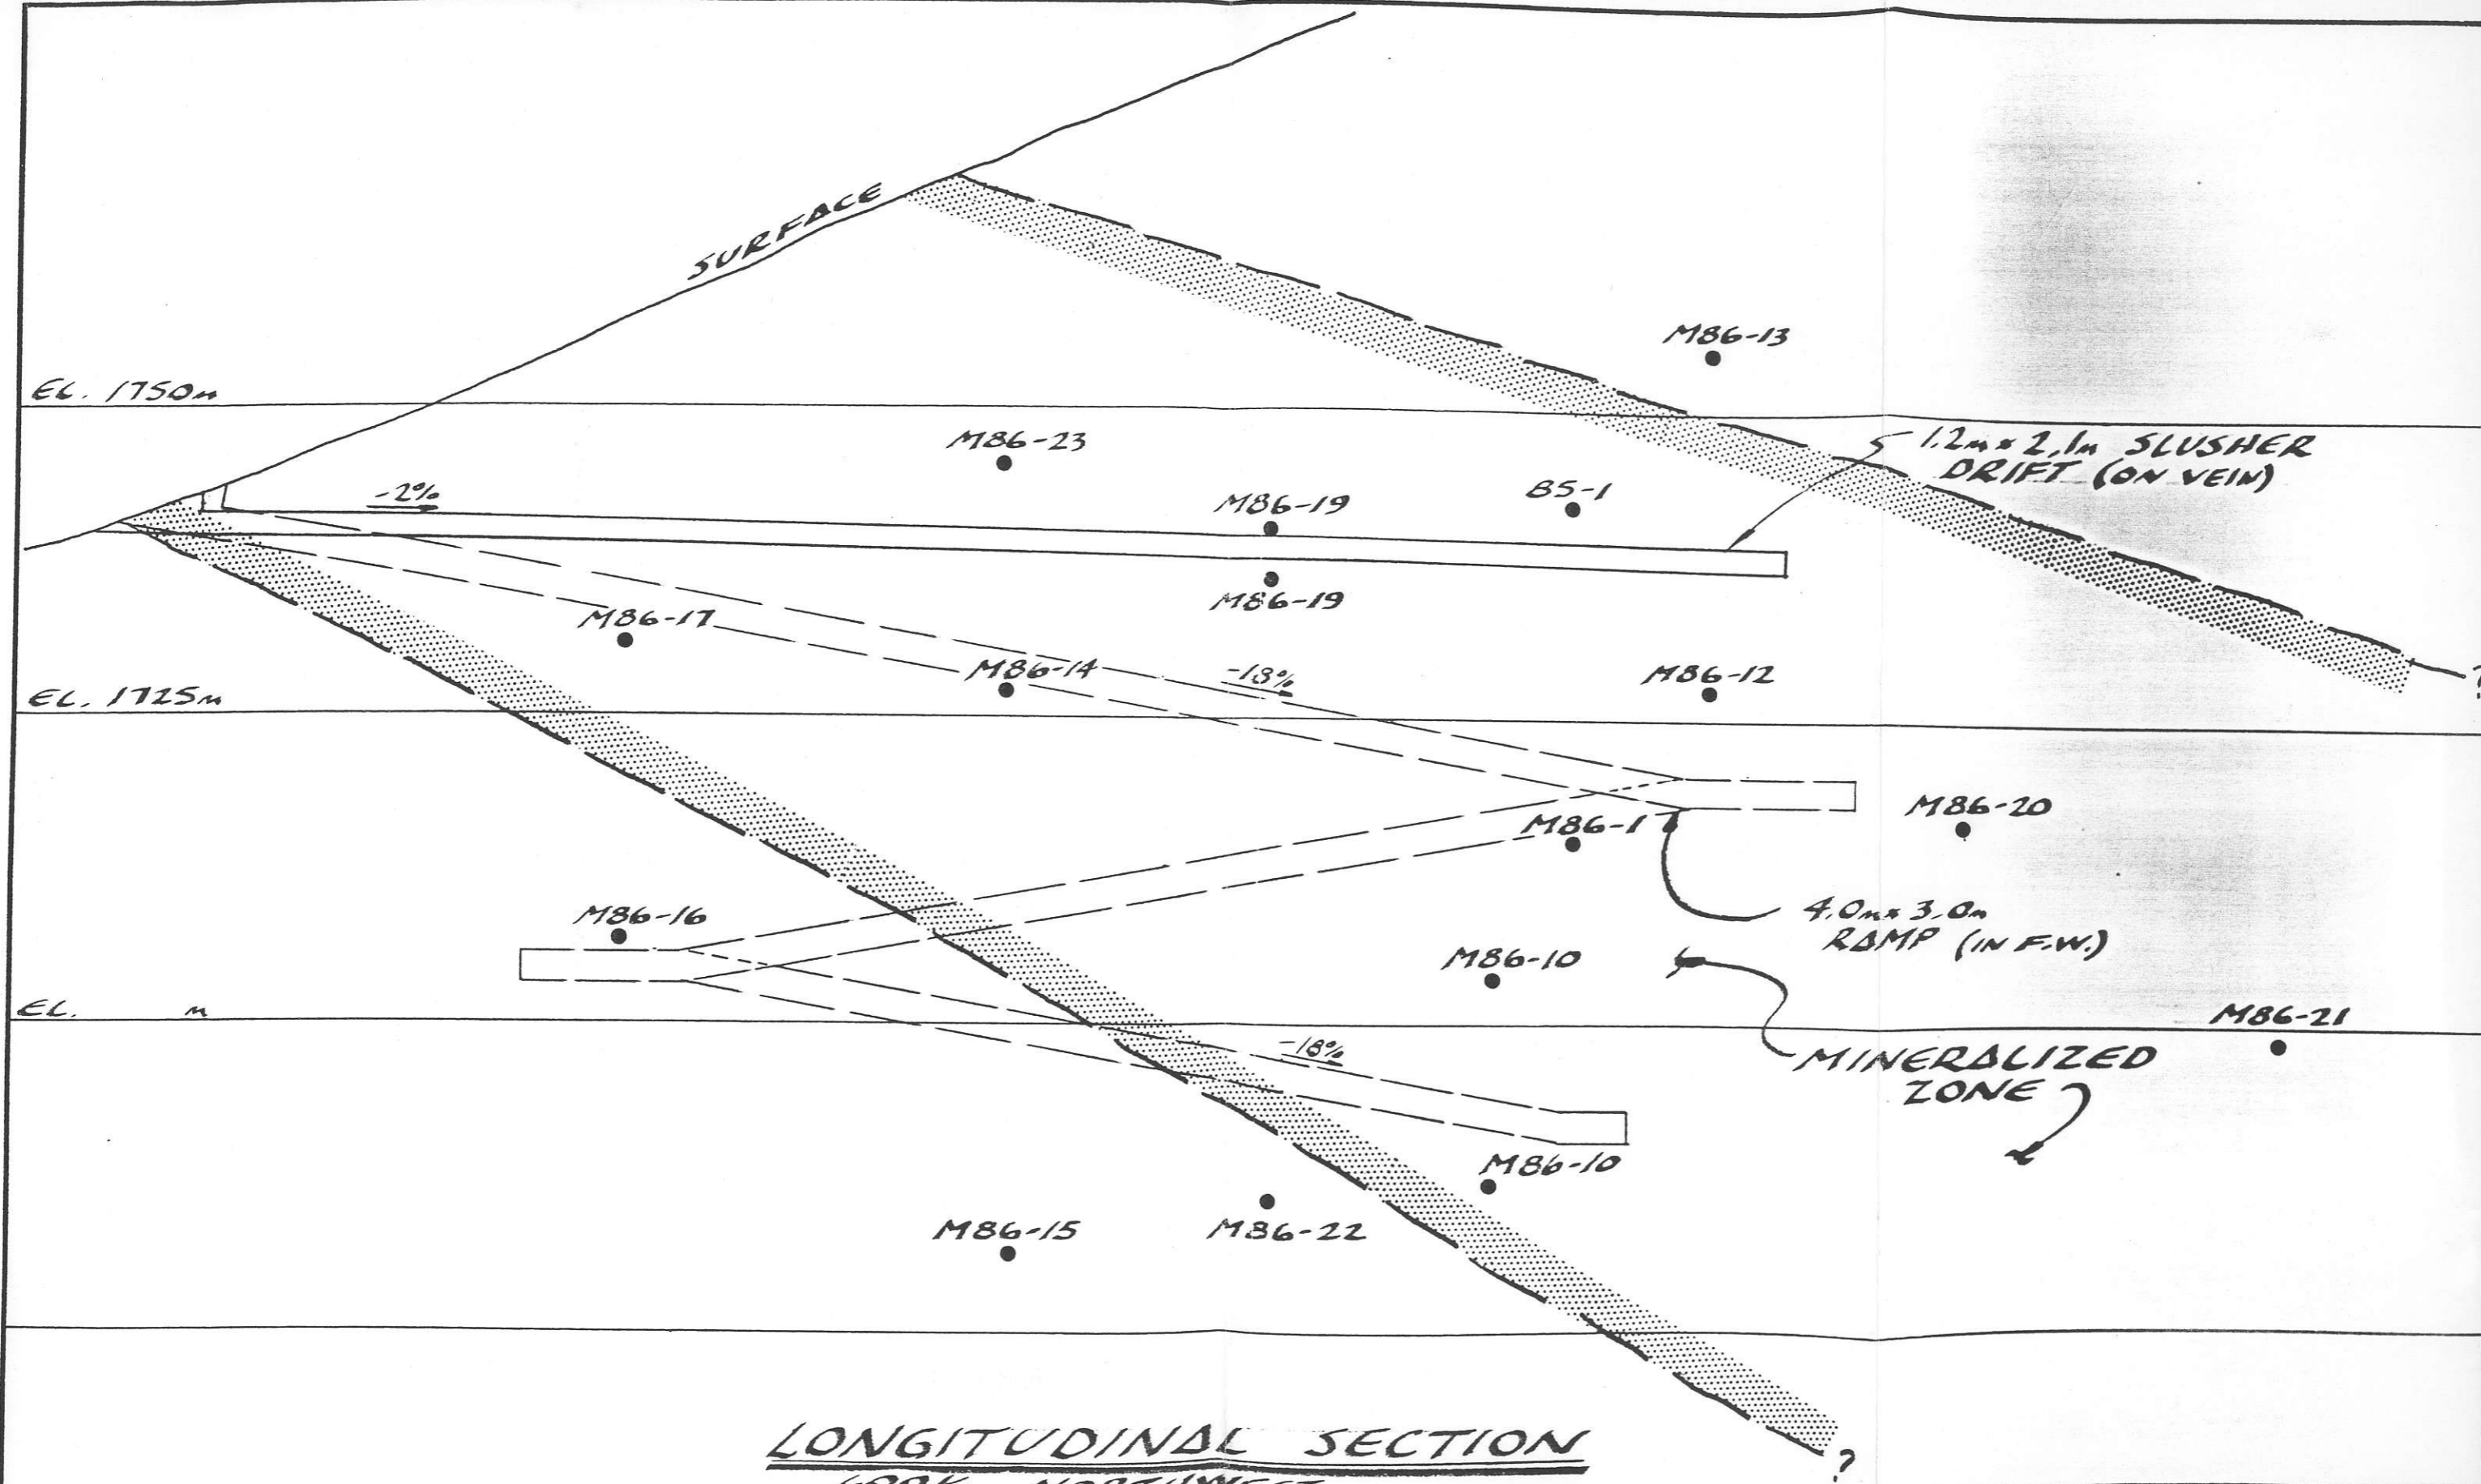 SURFACE
M86-13
EL. 1750m
M86-23
1.2m x 2.1m SLUSHER
DRIFT (ON VEIN)
-2%
M86-19
85-1
M86-19
M86-17
M86-14
-18%
M86-12
EL. 1725m
?
M86-20
M86-1
M86-16
4.0m x 3.0m
RAMP (IN F.W.)
M86-10
EL. m
M86-21
-18%
MINERALIZED
ZONE
M86-10
M86-15
M86-22
LONGITUDINAL SECTION
LOOK NORTHWEST
?